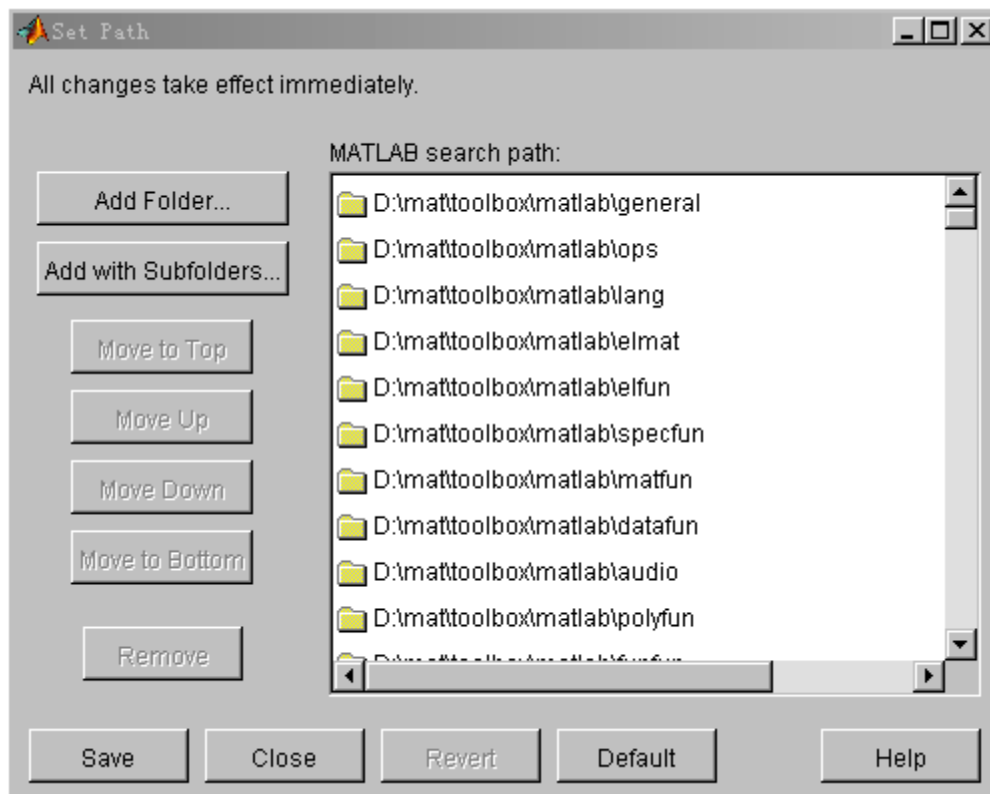 Set Path
All changes take effect immediately.
MATLAB search path:
Add Folder...
Add with Subfolders...
Move to Top
Move Up
Move Down
Move to Bottom
Remove
D:\mat\toolbox\matlab\general
D:\mat\toolbox\matlab\ops
D:\mat\toolbox\matlab\lang
D:\mat\toolbox\matlab\elmat
D:\mat\toolbox\matlab\elfun
D:\mat\toolbox\matlab\specfun
D:\mat\toolbox\matlab\matfun
D:\mat\toolbox\matlab\datafun
D:\mat\toolbox\matlab\audio
D:\mat\toolbox\matlab\polyfun
Save Close Revert Default Help